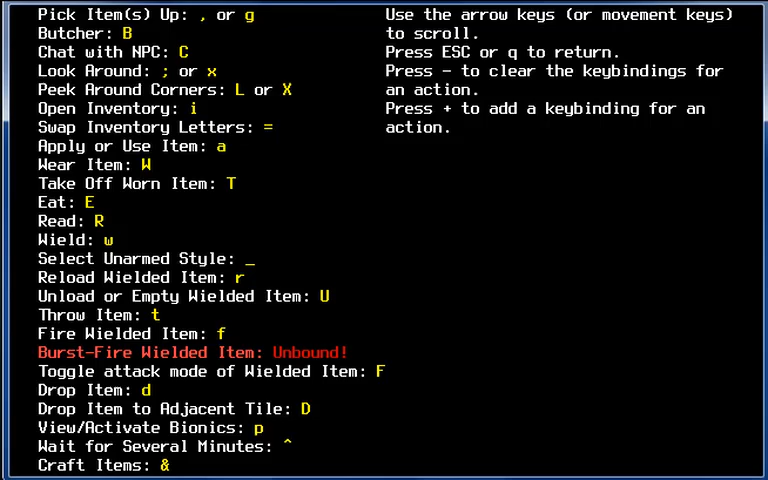 Pick Item(s) Up: , or g
Butcher: B
Chat with NPC: C
Look Around: ; or x
Peek Around Corners: L or X
Open Inventory: i
Swap Inventory Letters: =
Apply or Use Item: a
Wear Item: W
Take Off Worn Item: T
Eat: E
Read: R
Wield: w
Select Unarmed Style: _
Reload Wielded Item: r
Unload or Empty Wielded Item: U
Throw Item: t
Fire Wielded Item: f
Burst-Fire Wielded Item: Unbound!
Toggle attack mode of Wielded Item: F
Drop Item: d
Drop Item to Adjacent Tile: D
View/Activate Bionics: p
Wait for Several Minutes: ^
Craft Items: &
Use the arrow keys (or movement keys)
to scroll.
Press ESC or q to return.
Press - to clear the keybindings for
an action.
Press + to add a keybinding for an
action.